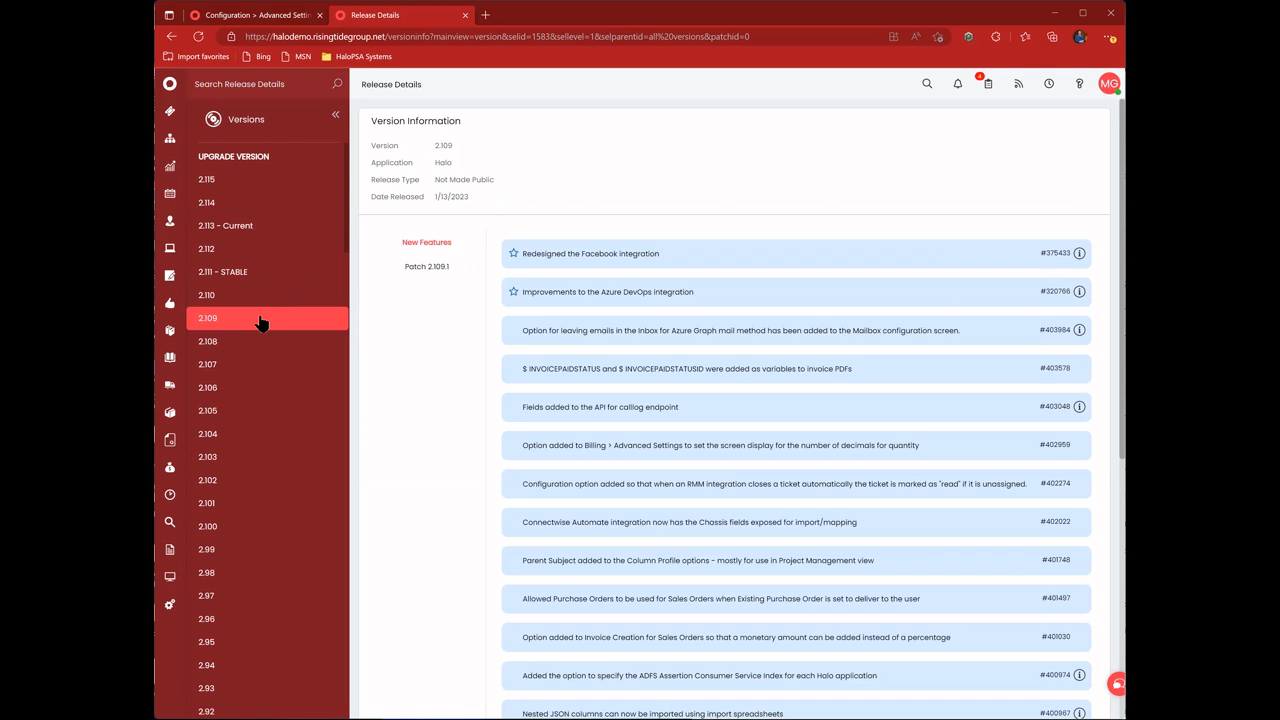 Configuration > Advanced Settin
Release Details
https://halodemo.risingtidegroup.net/versioninfo?mainview=version&selid=1583&sellevel=1&selparentid=all%20versions&patchid=0
Import favorites
Bing
MSN
HaloPSA Systems
Search Release Details
Release Details
4
MG
Versions
UPGRADE VERSION
2.115
2.114
2.113 - Current
2.112
2.111 - STABLE
2.110
2.109
2.108
2.107
2.106
2.105
2.104
2.103
2.102
2.101
2.100
2.99
2.98
2.97
2.96
2.95
2.94
2.93
2.92
Version Information
Version 2.109
Application Halo
Release Type Not Made Public
Date Released 1/13/2023
New Features
Patch 2.109.1
Redesigned the Facebook integration #375433
Improvements to the Azure DevOps integration #320766
Option for leaving emails in the Inbox for Azure Graph mail method has been added to the Mailbox configuration screen. #403984
$ INVOICEPAIDSTATUS and $ INVOICEPAIDSTATUSID were added as variables to invoice PDFs #403578
Fields added to the API for calllog endpoint #403048
Option added to Billing > Advanced Settings to set the screen display for the number of decimals for quantity #402959
Configuration option added so that when an RMM integration closes a ticket automatically the ticket is marked as "read" if it is unassigned. #402274
Connectwise Automate integration now has the Chassis fields exposed for import/mapping #402022
Parent Subject added to the Column Profile options - mostly for use in Project Management view #401748
Allowed Purchase Orders to be used for Sales Orders when Existing Purchase Order is set to deliver to the user #401497
Option added to Invoice Creation for Sales Orders so that a monetary amount can be added instead of a percentage #401030
Added the option to specify the ADFS Assertion Consumer Service Index for each Halo application #400974
Nested JSON columns can now be imported using import spreadsheets #400967